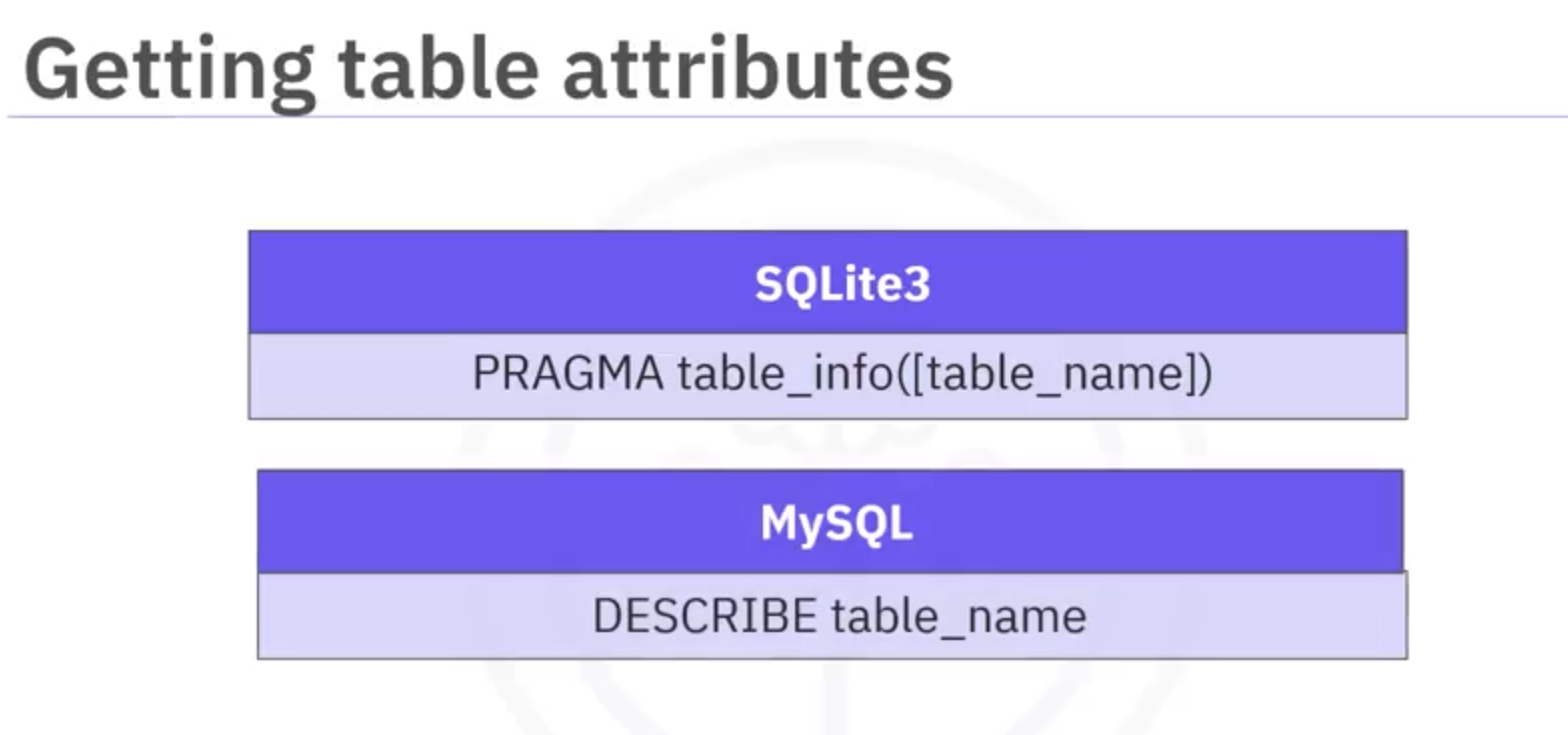 Getting table attributes
SQLite3
PRAGMA table_info([table_name])
MySQL
DESCRIBE table_name